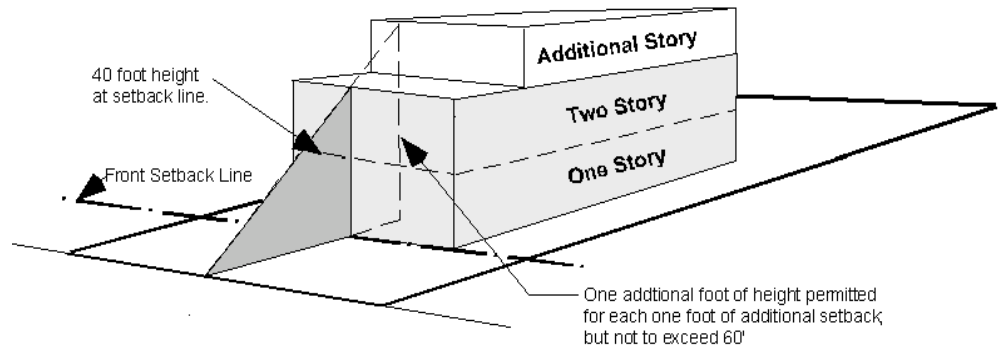 Additional Story
40 foot height
at setback line.
Two Story
One Story
Front Setback Line
One addtional foot of height permitted
for each one foot of additional setback,
but not to exceed 60'